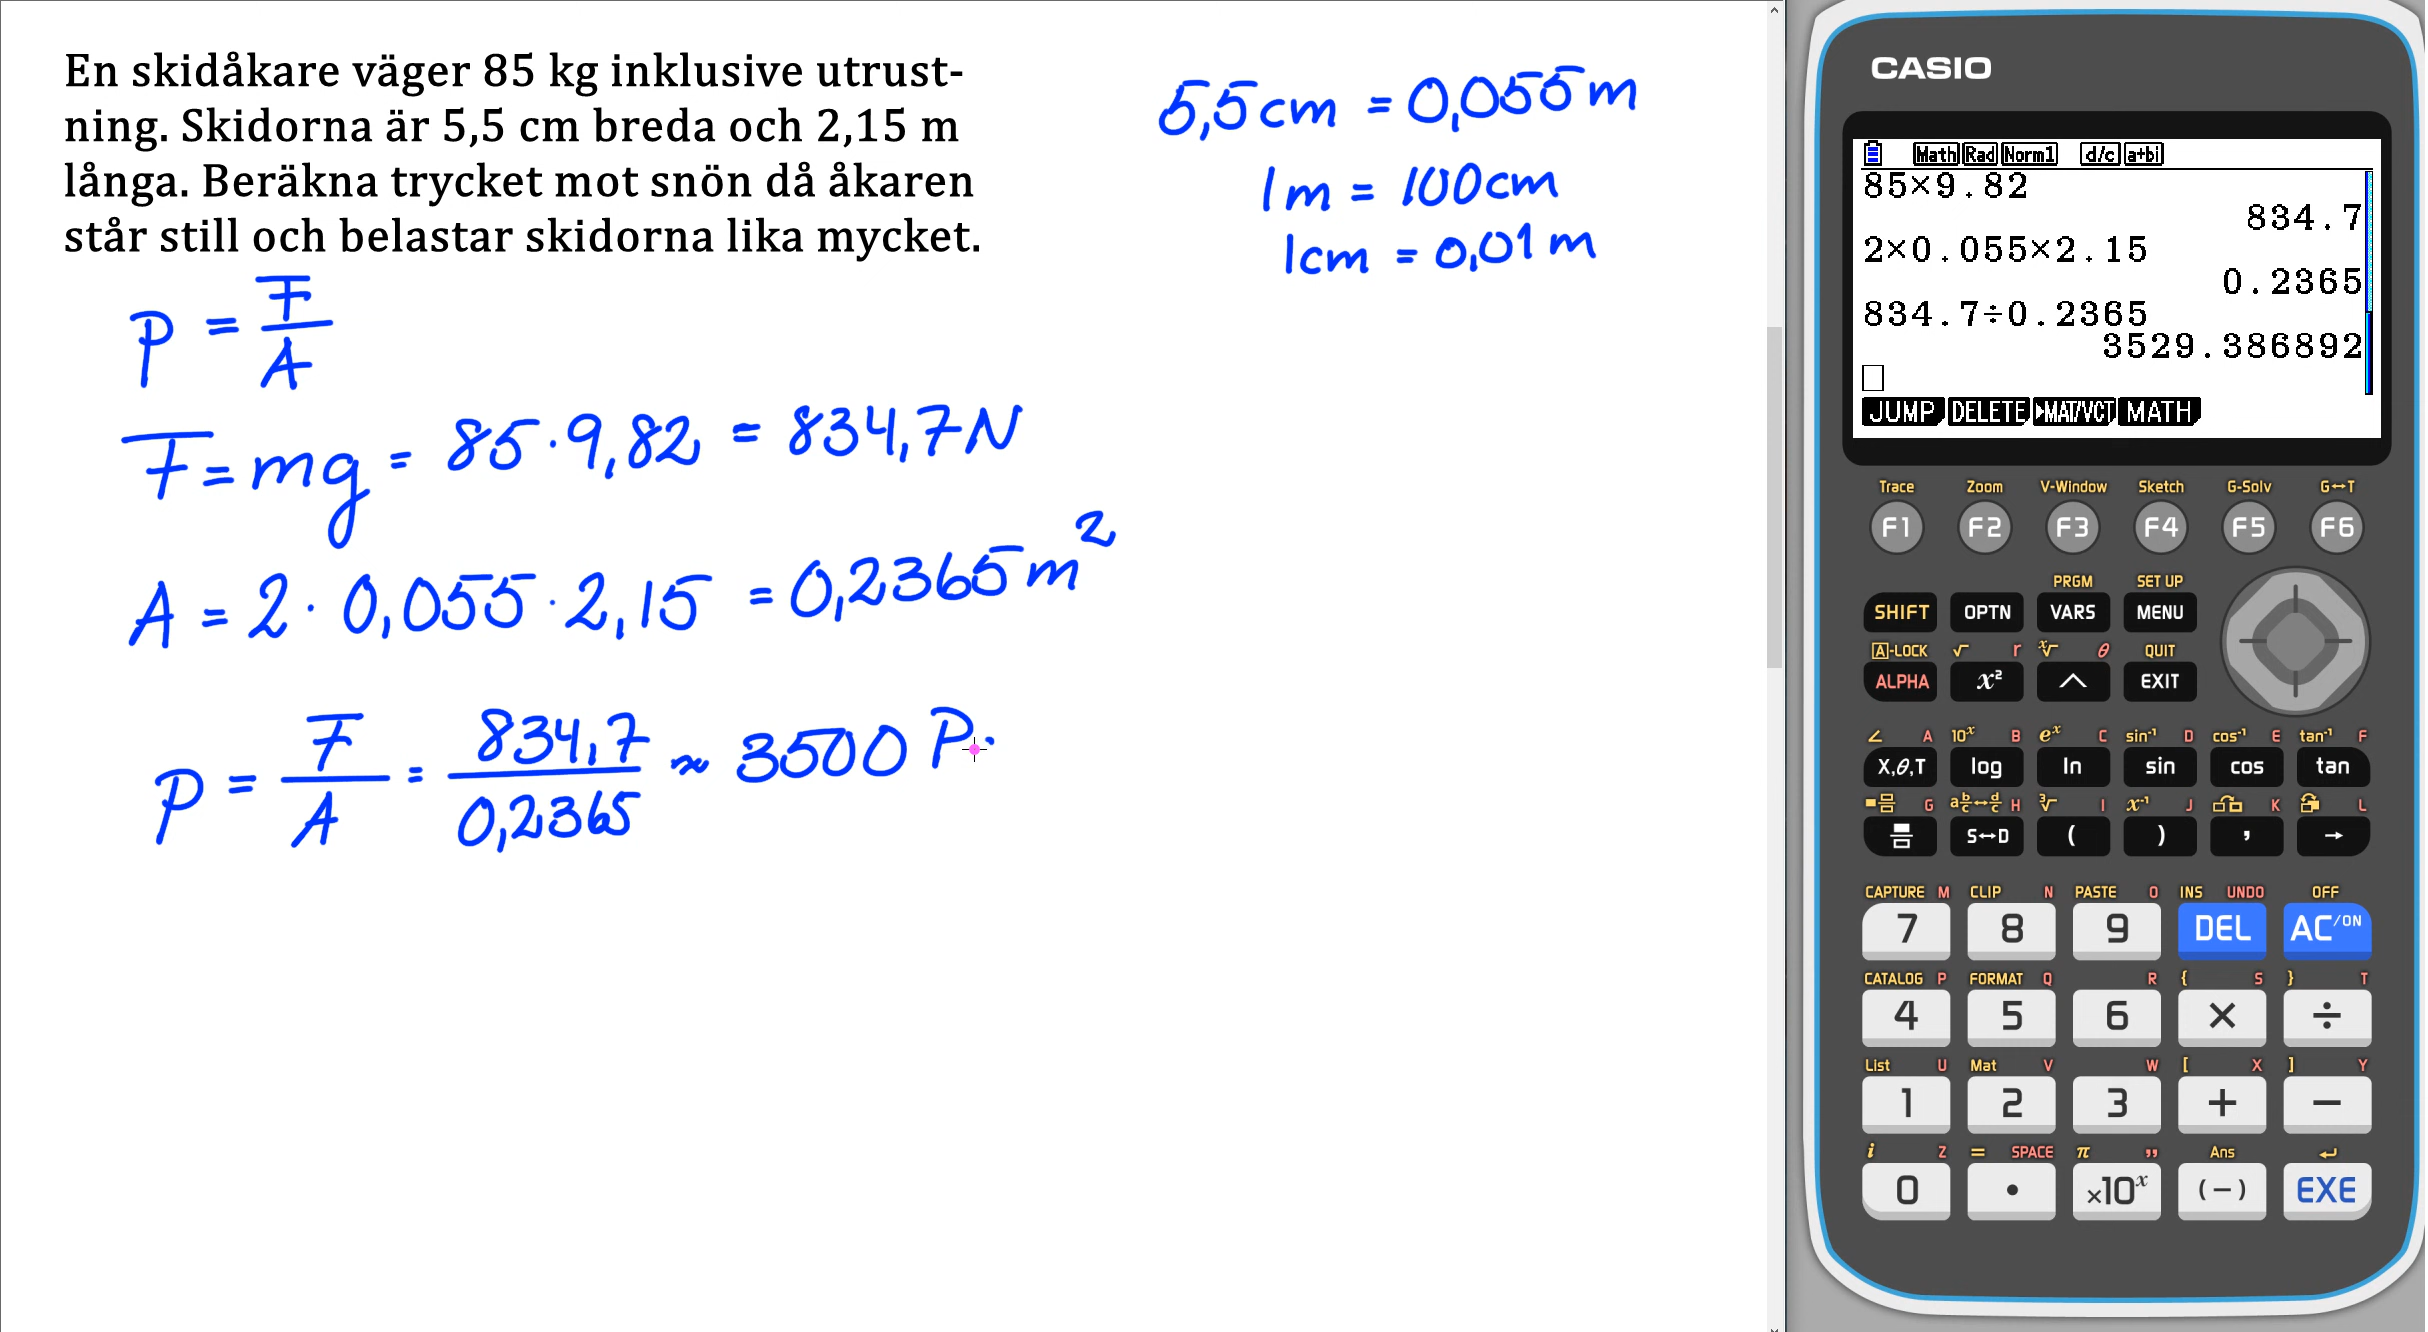 En skidåkare väger 85 kg inklusive utrust-
ning. Skidorna är 5,5 cm breda och 2,15 m
långa. Beräkna trycket mot snön då åkaren
står still och belastar skidorna lika mycket.
P = F/A
F = mg = 85 · 9,82 = 834,7 N
A = 2 · 0,055 · 2,15 = 0,2365 m²
P = F/A = 834,7/0,2365 ≈ 3500 P
5,5 cm = 0,055 m
1 m = 100 cm
1 cm = 0,01 m
CASIO
Math Rad Norm1 d/c a+bi
85×9.82
834.7
2×0.055×2.15
0.2365
834.7÷0.2365
3529.386892
JUMP DELETE ▶MAT/VCT MATH
Trace Zoom V-Window Sketch G-Solv G↔T
F1 F2 F3 F4 F5 F6
PRGM SET UP
SHIFT OPTN VARS MENU
A-LOCK √ r ˣ√ θ QUIT
ALPHA x² ^ EXIT
∠ A 10ˣ B eˣ C sin⁻¹ D cos⁻¹ E tan⁻¹ F
X,θ,T log ln sin cos tan
G a b/c↔d/c H ³√ I x⁻¹ J K L
S↔D ( ) , →
CAPTURE M CLIP N PASTE O INS UNDO OFF
7 8 9 DEL AC/ON
CATALOG P FORMAT Q R { S } T
4 5 6 × ÷
List U Mat V W [ X ] Y
1 2 3 + −
i Z = SPACE π " Ans ↵
0 • ×10ˣ (−) EXE